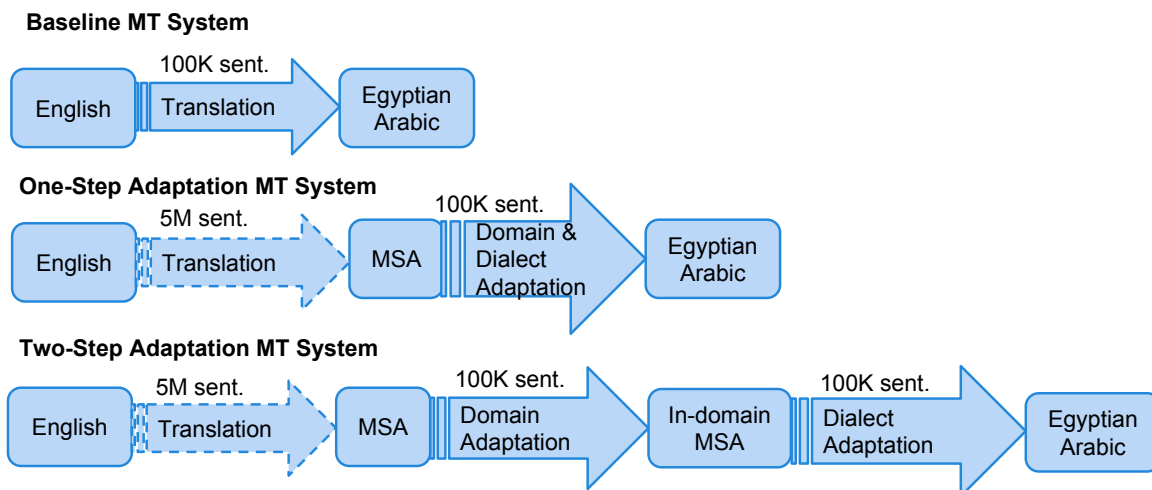 Baseline MT System
100K sent.
English
Translation
Egyptian
Arabic
One-Step Adaptation MT System
5M sent.
100K sent.
English
Translation
MSA
Domain &
Dialect
Adaptation
Egyptian
Arabic
Two-Step Adaptation MT System
5M sent.
100K sent.
100K sent.
English
Translation
MSA
Domain
Adaptation
In-domain
MSA
Dialect
Adaptation
Egyptian
Arabic